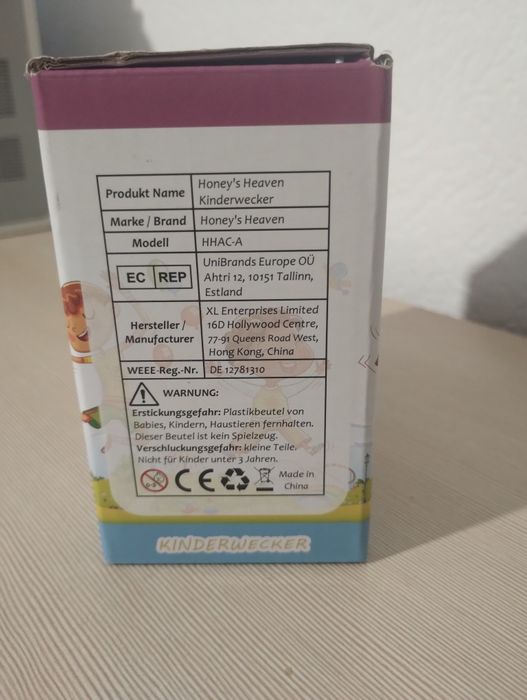 Produkt Name
Honey's Heaven
Kinderwecker
Marke / Brand
Honey's Heaven
Modell
HHAC-A
EC REP
UniBrands Europe OÜ
Ahtri 12, 10151 Tallinn,
Estland
Hersteller /
Manufacturer
XL Enterprises Limited
16D Hollywood Centre,
77-91 Queens Road West,
Hong Kong, China
WEEE-Reg.-Nr.
DE 12781310
WARNUNG:
Erstickungsgefahr: Plastikbeutel von
Babies, Kindern, Haustieren fernhalten.
Dieser Beutel ist kein Spielzeug.
Verschluckungsgefahr: kleine Teile.
Nicht für Kinder unter 3 Jahren.
0-3
CE
Made in
China
KINDERWECKER